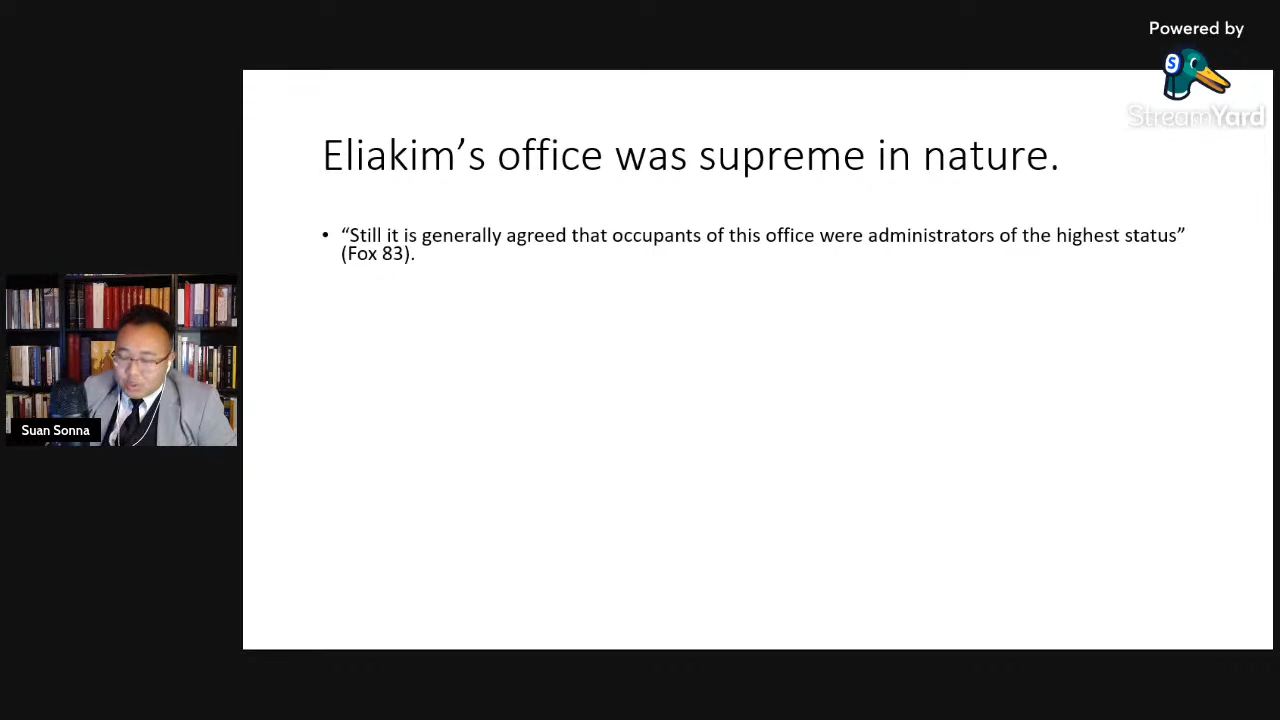 Powered by
S
StreamYard
Eliakim’s office was supreme in nature.
• “Still it is generally agreed that occupants of this office were administrators of the highest status”
(Fox 83).
Suan Sonna